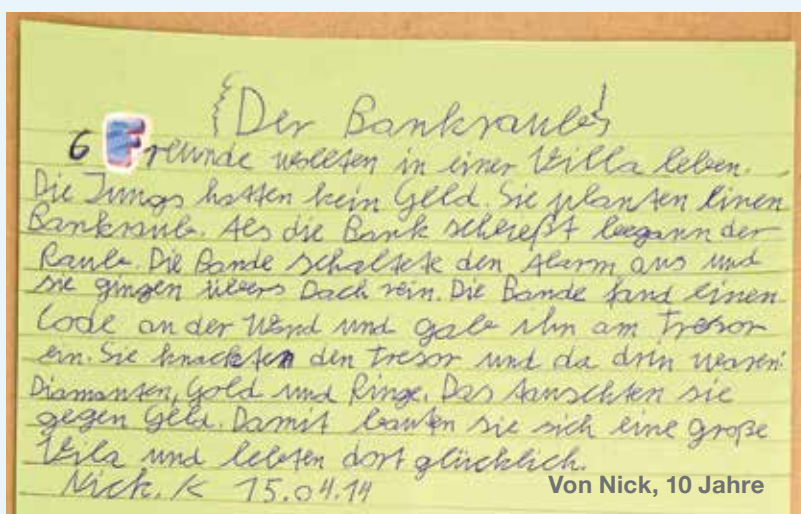 {Der Bankraub}
6 Freunde wollten in einer Villa leben.
Die Jungs hatten kein Geld. Sie planten einen
Bankraub. Als die Bank schließt begann der
Raub. Die Bande schaltete den Alarm aus und
sie gingen übers Dach rein. Die Bande fand einen
Code an der Wand und gab ihn am Tresor
ein. Sie knackten den Tresor und da drin waren:
Diamanten, Gold und Ringe. Das tauschten sie
gegen Geld. Damit bauten sie sich eine große
Vila und lebten dort glücklich.
Nick. K 15.04.14
Von Nick, 10 Jahre